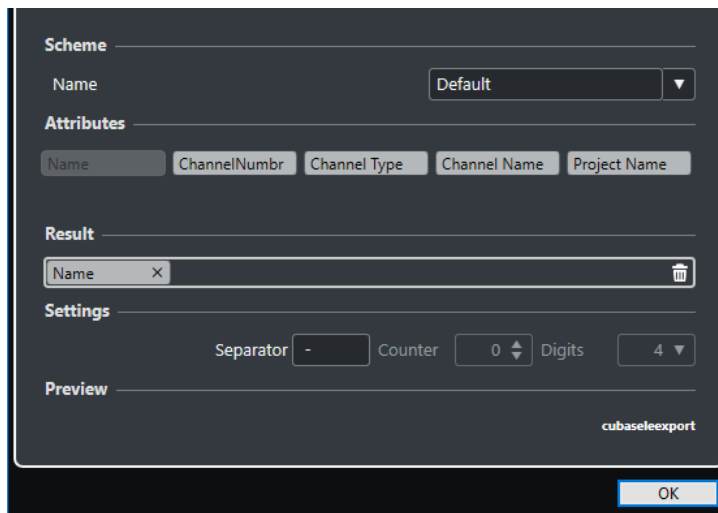 Scheme
Name Default
Attributes
Name ChannelNumbr Channel Type Channel Name Project Name
Result
Name ×
Settings
Separator - Counter 0 Digits 4
Preview
cubaseleexport
OK